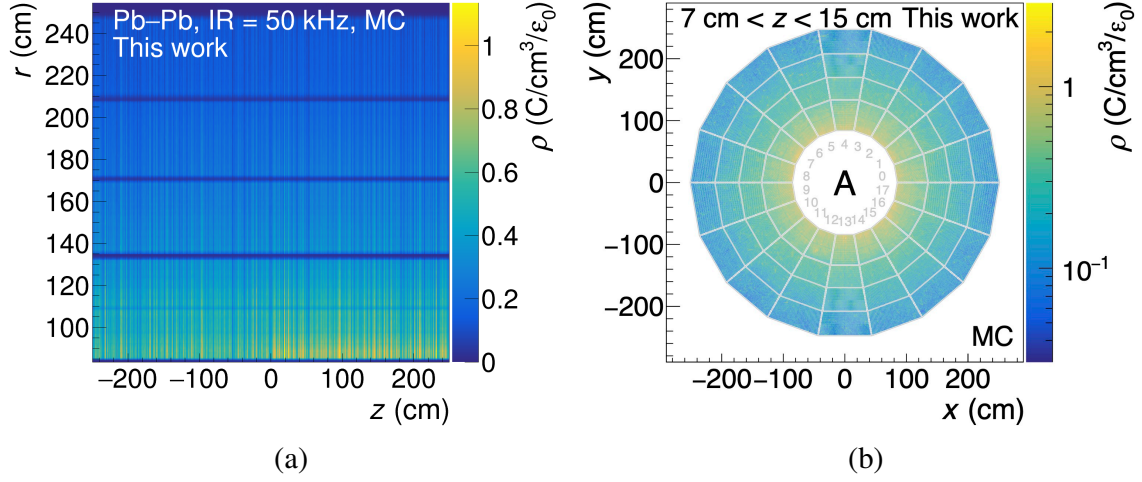 Pb–Pb, IR = 50 kHz, MC
This work
r (cm)
240
220
200
180
160
140
120
100
−200 −100 0 100 200
z (cm)
1
0.8
0.6
0.4
0.2
0
ρ (C/cm³/ε₀)
(a)
7 cm < z < 15 cm This work
y (cm)
200
100
0
−100
−200
A
0
1
2
3
4
5
6
7
8
9
10
11
12
13
14
15
16
17
MC
−200 −100 0 100 200
x (cm)
1
10⁻¹
ρ (C/cm³/ε₀)
(b)